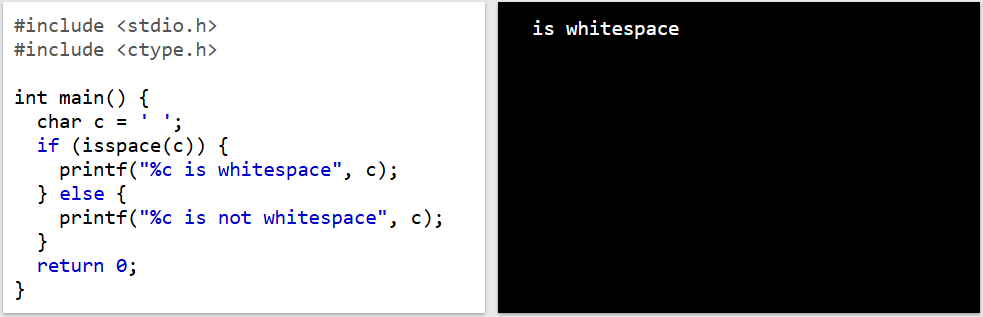 #include <stdio.h>
#include <ctype.h>

int main() {
  char c = ' ';
  if (isspace(c)) {
    printf("%c is whitespace", c);
  } else {
    printf("%c is not whitespace", c);
  }
  return 0;
}
  is whitespace